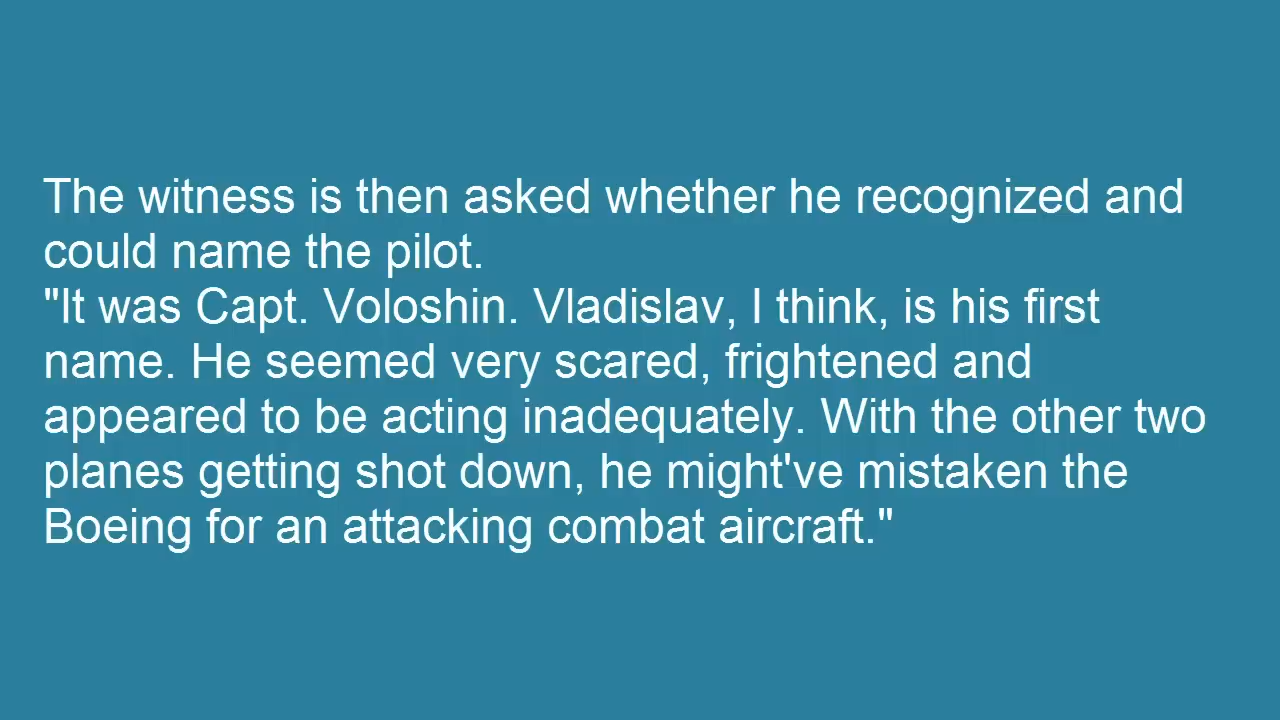 The witness is then asked whether he recognized and
could name the pilot.
"It was Capt. Voloshin. Vladislav, I think, is his first
name. He seemed very scared, frightened and
appeared to be acting inadequately. With the other two
planes getting shot down, he might've mistaken the
Boeing for an attacking combat aircraft."